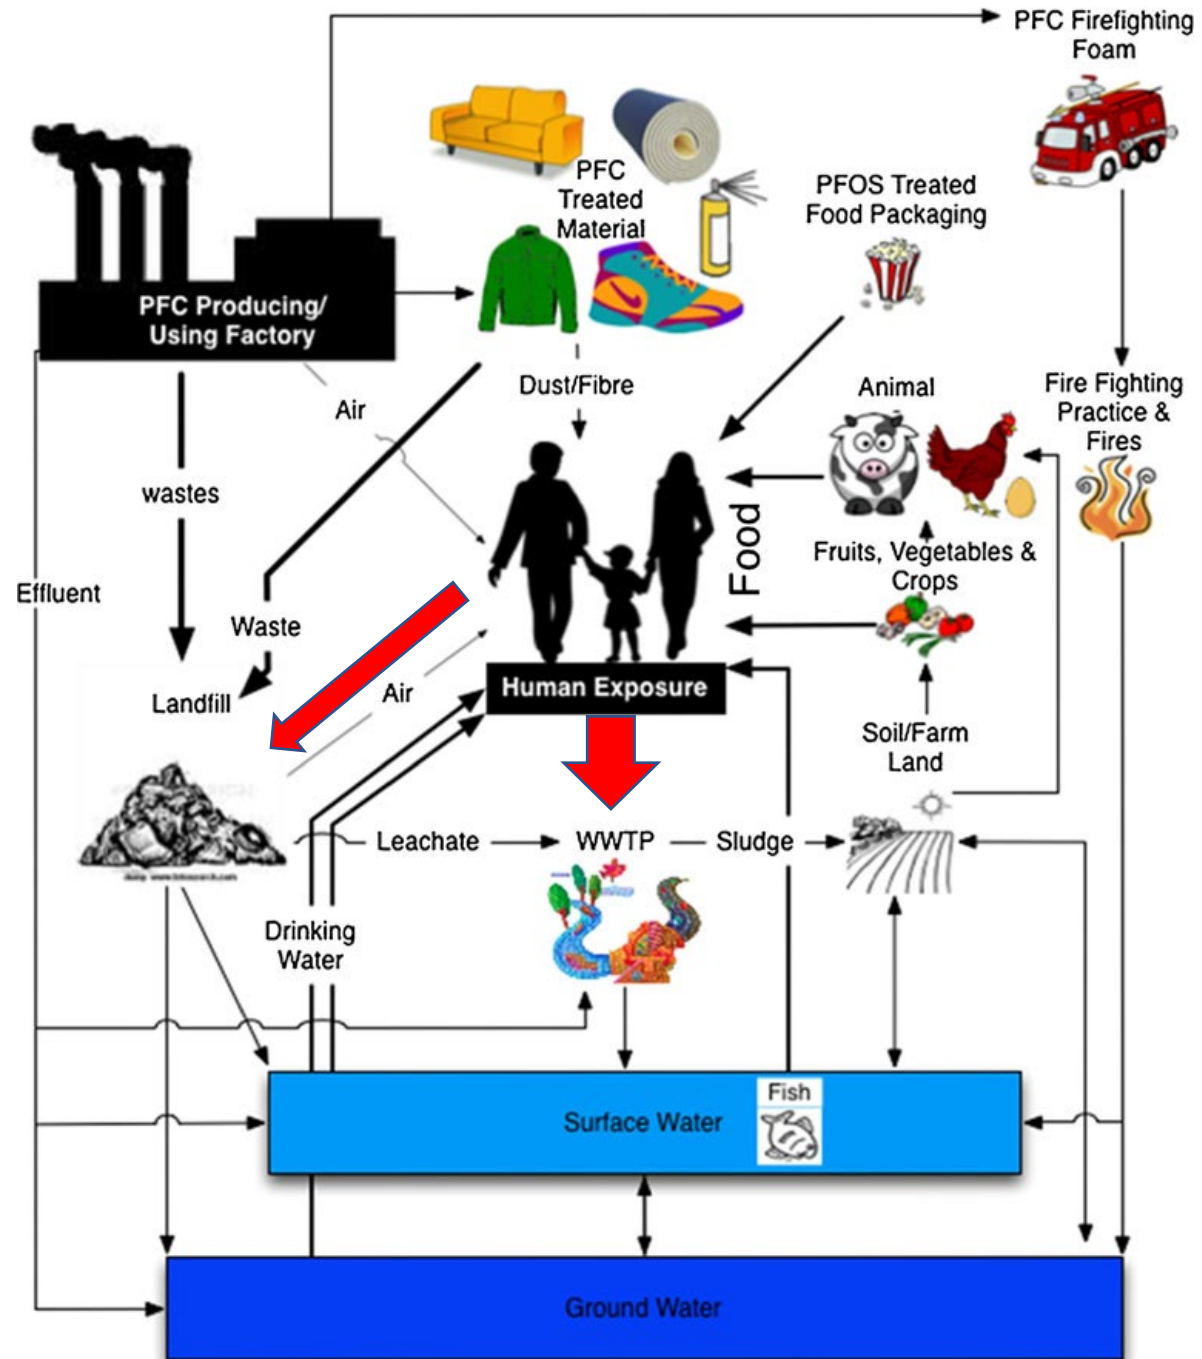 PFC Firefighting
Foam
PFC
Treated
Material
PFOS Treated
Food Packaging
PFC Producing/
Using Factory
Air
Dust/Fibre
Animal
Fire Fighting
Practice &
Fires
wastes
Food
Fruits, Vegetables &
Crops
Effluent
Waste
Landfill
Air
Human Exposure
Soil/Farm
Land
Leachate
WWTP
Sludge
Drinking
Water
Fish
Surface Water
Ground Water